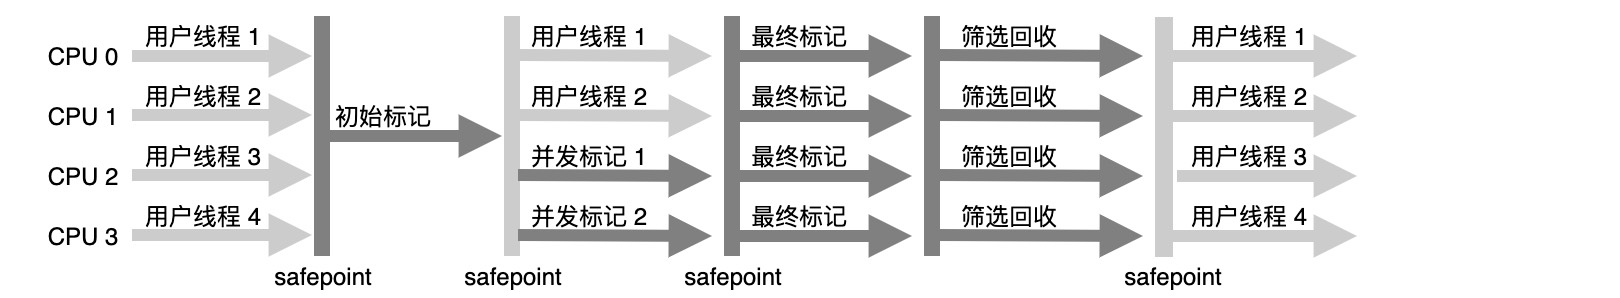 用户线程 1
用户线程 1
最终标记
筛选回收
用户线程 1
CPU 0
用户线程 2
用户线程 2
最终标记
筛选回收
用户线程 2
CPU 1
初始标记
用户线程 3
并发标记 1
最终标记
筛选回收
用户线程 3
CPU 2
用户线程 4
并发标记 2
最终标记
筛选回收
用户线程 4
CPU 3
safepoint
safepoint
safepoint
safepoint